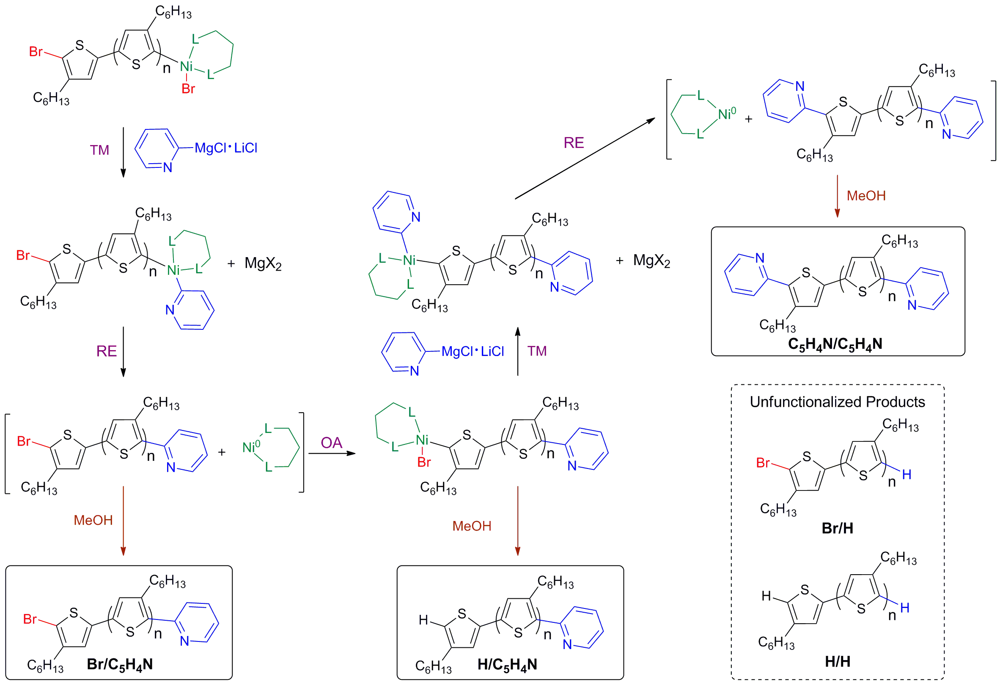 C6H13
Br
S
S
n
Ni
L
L
Br
C6H13
TM
N
MgCl•LiCl
C6H13
Br
S
S
n
Ni
L
L
N
C6H13
+ MgX2
RE
C6H13
Br
S
S
n
N
C6H13
+
Ni0
L
L
OA
MeOH
C6H13
Br
S
S
n
N
C6H13
Br/C5H4N
L
L
Ni
Br
S
S
n
N
C6H13
C6H13
MeOH
C6H13
H
S
S
n
N
C6H13
H/C5H4N
N
MgCl•LiCl
TM
N
L
Ni
L
S
S
n
N
C6H13
C6H13
+ MgX2
RE
L
L
Ni0
+
N
S
S
n
N
C6H13
C6H13
MeOH
N
S
S
n
N
C6H13
C6H13
C5H4N/C5H4N
Unfunctionalized Products
C6H13
Br
S
S
n
H
C6H13
Br/H
C6H13
H
S
S
n
H
C6H13
H/H